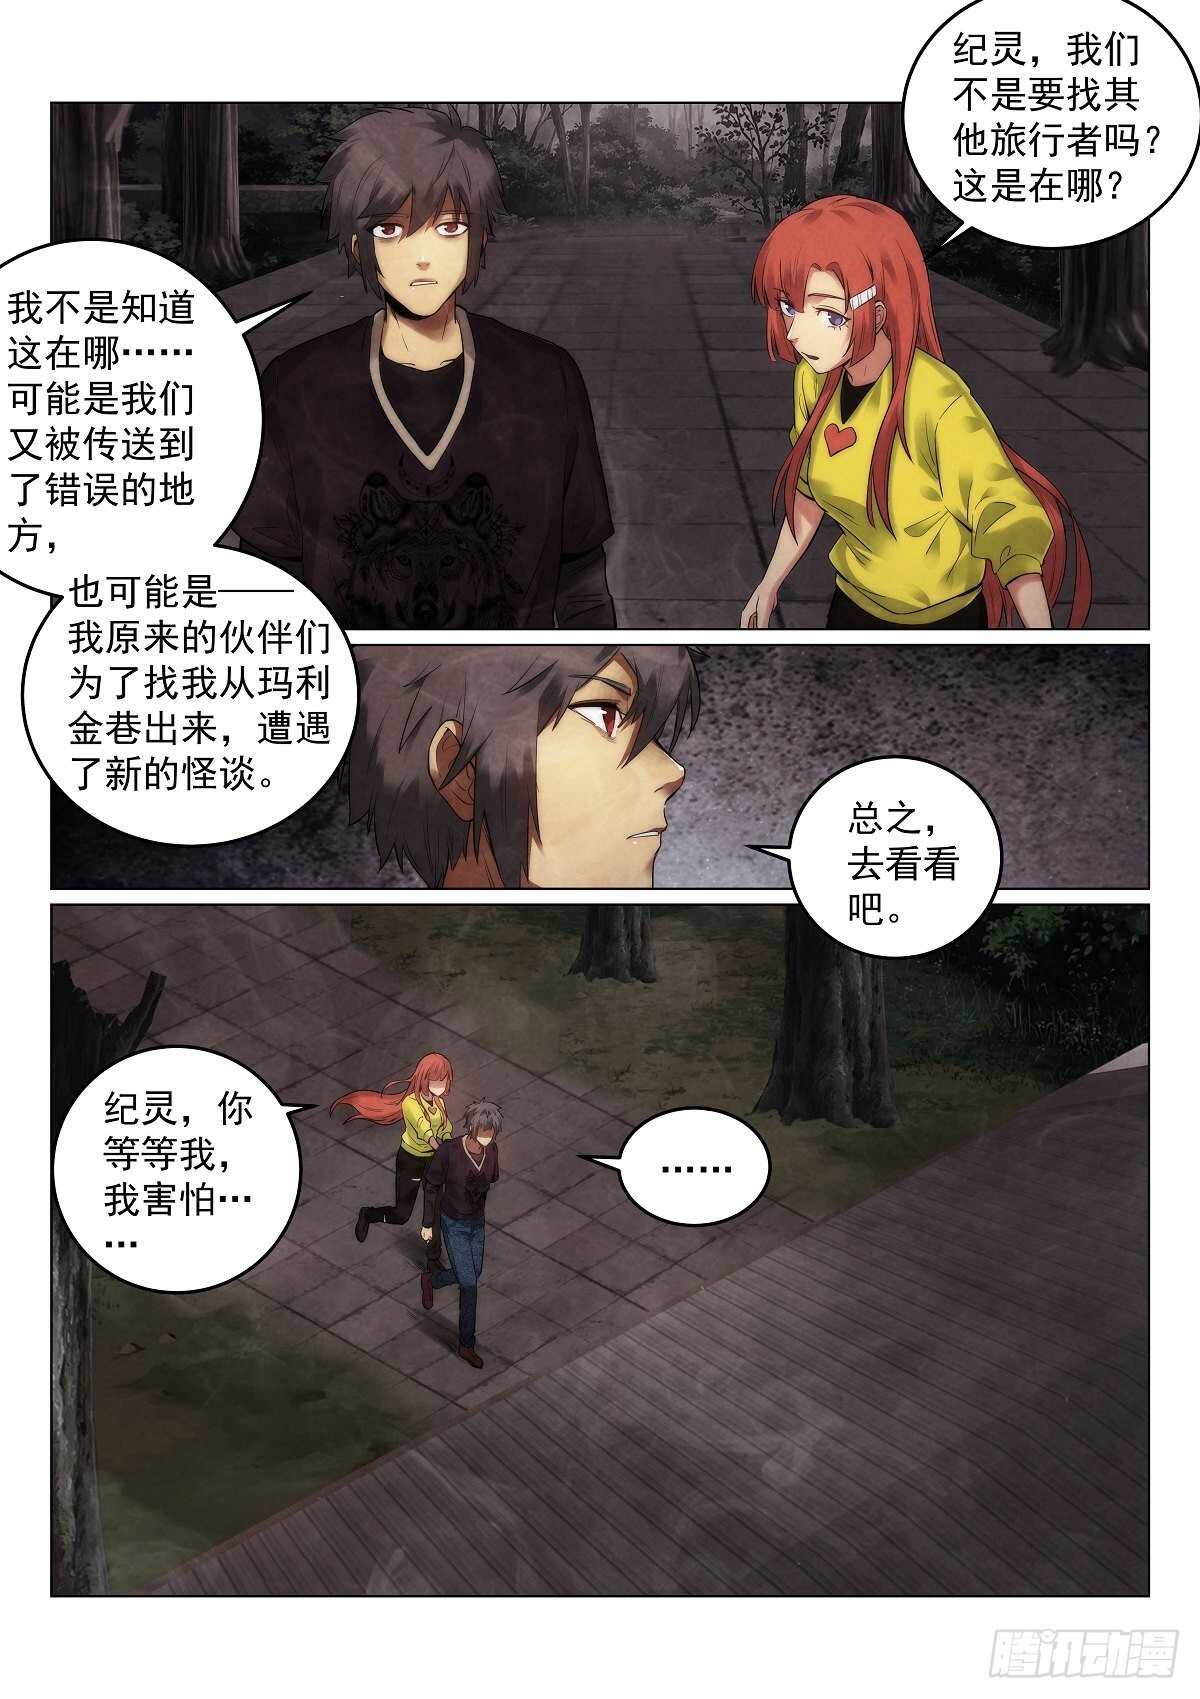 纪灵，我们
不是要找其
他旅行者吗？
这是在哪？
我不是知道
这在哪……
可能是我们
又被传送到
了错误的地
方，
也可能是——
我原来的伙伴们
为了找我从玛利
金巷出来，遭遇
了新的怪谈。
总之，
去看看
吧。
纪灵，你
等等我，
我害怕…
…
……
腾讯动漫